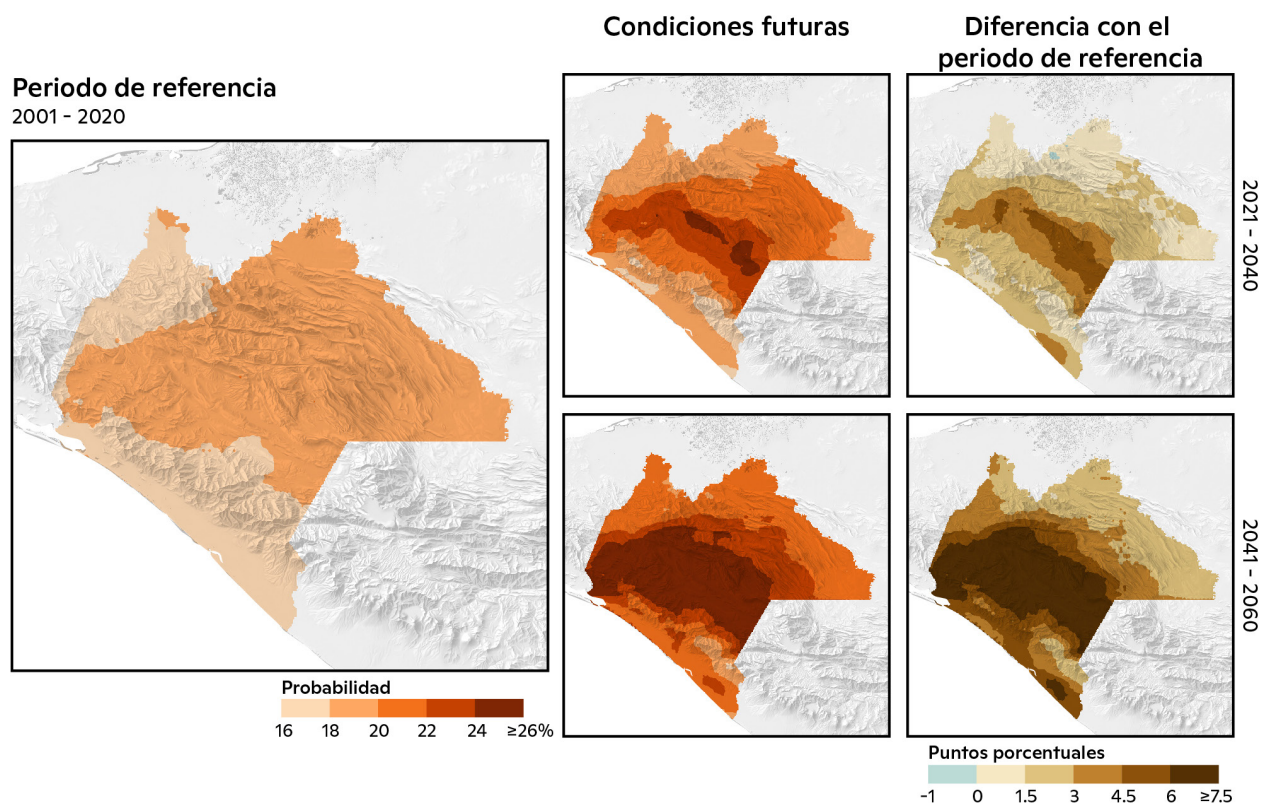 Periodo de referencia
2001 - 2020
Condiciones futuras
Diferencia con el
periodo de referencia
2021 - 2040
2041 - 2060
Probabilidad
16 18 20 22 24 ≥26%
Puntos porcentuales
-1 0 1.5 3 4.5 6 ≥7.5